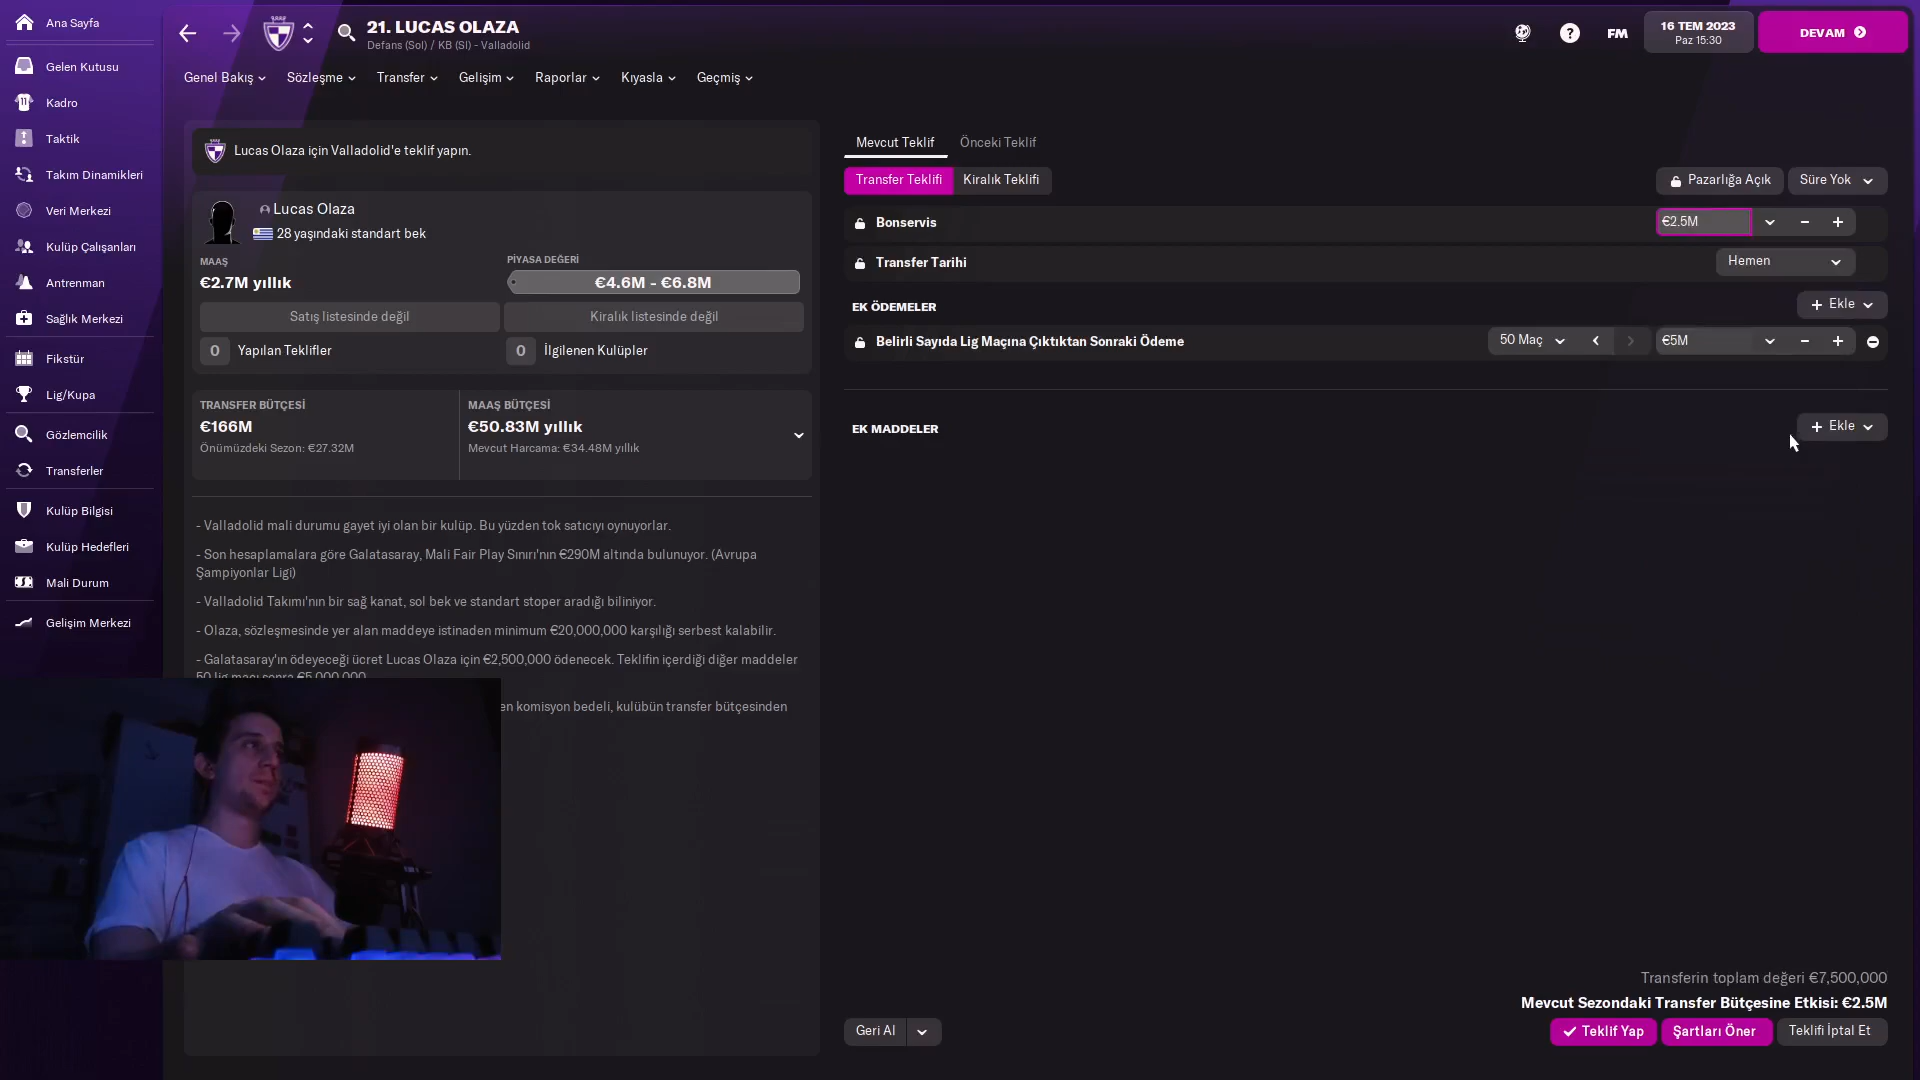 Ana Sayfa
Gelen Kutusu
Kadro
Taktik
Takım Dinamikleri
Veri Merkezi
Kulüp Çalışanları
Antrenman
Sağlık Merkezi
Fikstür
Lig/Kupa
Gözlemcilik
Transferler
Kulüp Bilgisi
Kulüp Hedefleri
Mali Durum
Gelişim Merkezi
21. LUCAS OLAZA
Defans (Sol) / KB (Sl) - Valladolid
FM
16 TEM 2023
Paz 15:30
DEVAM
Genel Bakış
Sözleşme
Transfer
Gelişim
Raporlar
Kıyasla
Geçmiş
Lucas Olaza için Valladolid'e teklif yapın.
Lucas Olaza
28 yaşındaki standart bek
MAAŞ
€2.7M yıllık
PİYASA DEĞERİ
€4.6M - €6.8M
Satış listesinde değil
Kiralık listesinde değil
0 Yapılan Teklifler
0 İlgilenen Kulüpler
TRANSFER BÜTÇESİ
€166M
Önümüzdeki Sezon: €27.32M
MAAŞ BÜTÇESİ
€50.83M yıllık
Mevcut Harcama: €34.48M yıllık
- Valladolid mali durumu gayet iyi olan bir kulüp. Bu yüzden tok satıcıyı oynuyorlar.
- Son hesaplamalara göre Galatasaray, Mali Fair Play Sınırı'nın €290M altında bulunuyor. (Avrupa
Şampiyonlar Ligi)
- Valladolid Takımı'nın bir sağ kanat, sol bek ve standart stoper aradığı biliniyor.
- Olaza, sözleşmesinde yer alan maddeye istinaden minimum €20,000,000 karşılığı serbest kalabilir.
- Galatasaray'ın ödeyeceği ücret Lucas Olaza için €2,500,000 ödenecek. Teklifin içerdiği diğer maddeler
50 lig maçı sonra €5,000,000
en komisyon bedeli, kulübün transfer bütçesinden
Mevcut Teklif
Önceki Teklif
Transfer Teklifi
Kiralık Teklifi
Pazarlığa Açık
Süre Yok
Bonservis
€2.5M
Transfer Tarihi
Hemen
EK ÖDEMELER
Ekle
Belirli Sayıda Lig Maçına Çıktıktan Sonraki Ödeme
50 Maç
€5M
EK MADDELER
Ekle
Transferin toplam değeri €7,500,000
Mevcut Sezondaki Transfer Bütçesine Etkisi: €2.5M
Geri Al
Teklif Yap
Şartları Öner
Teklifi İptal Et